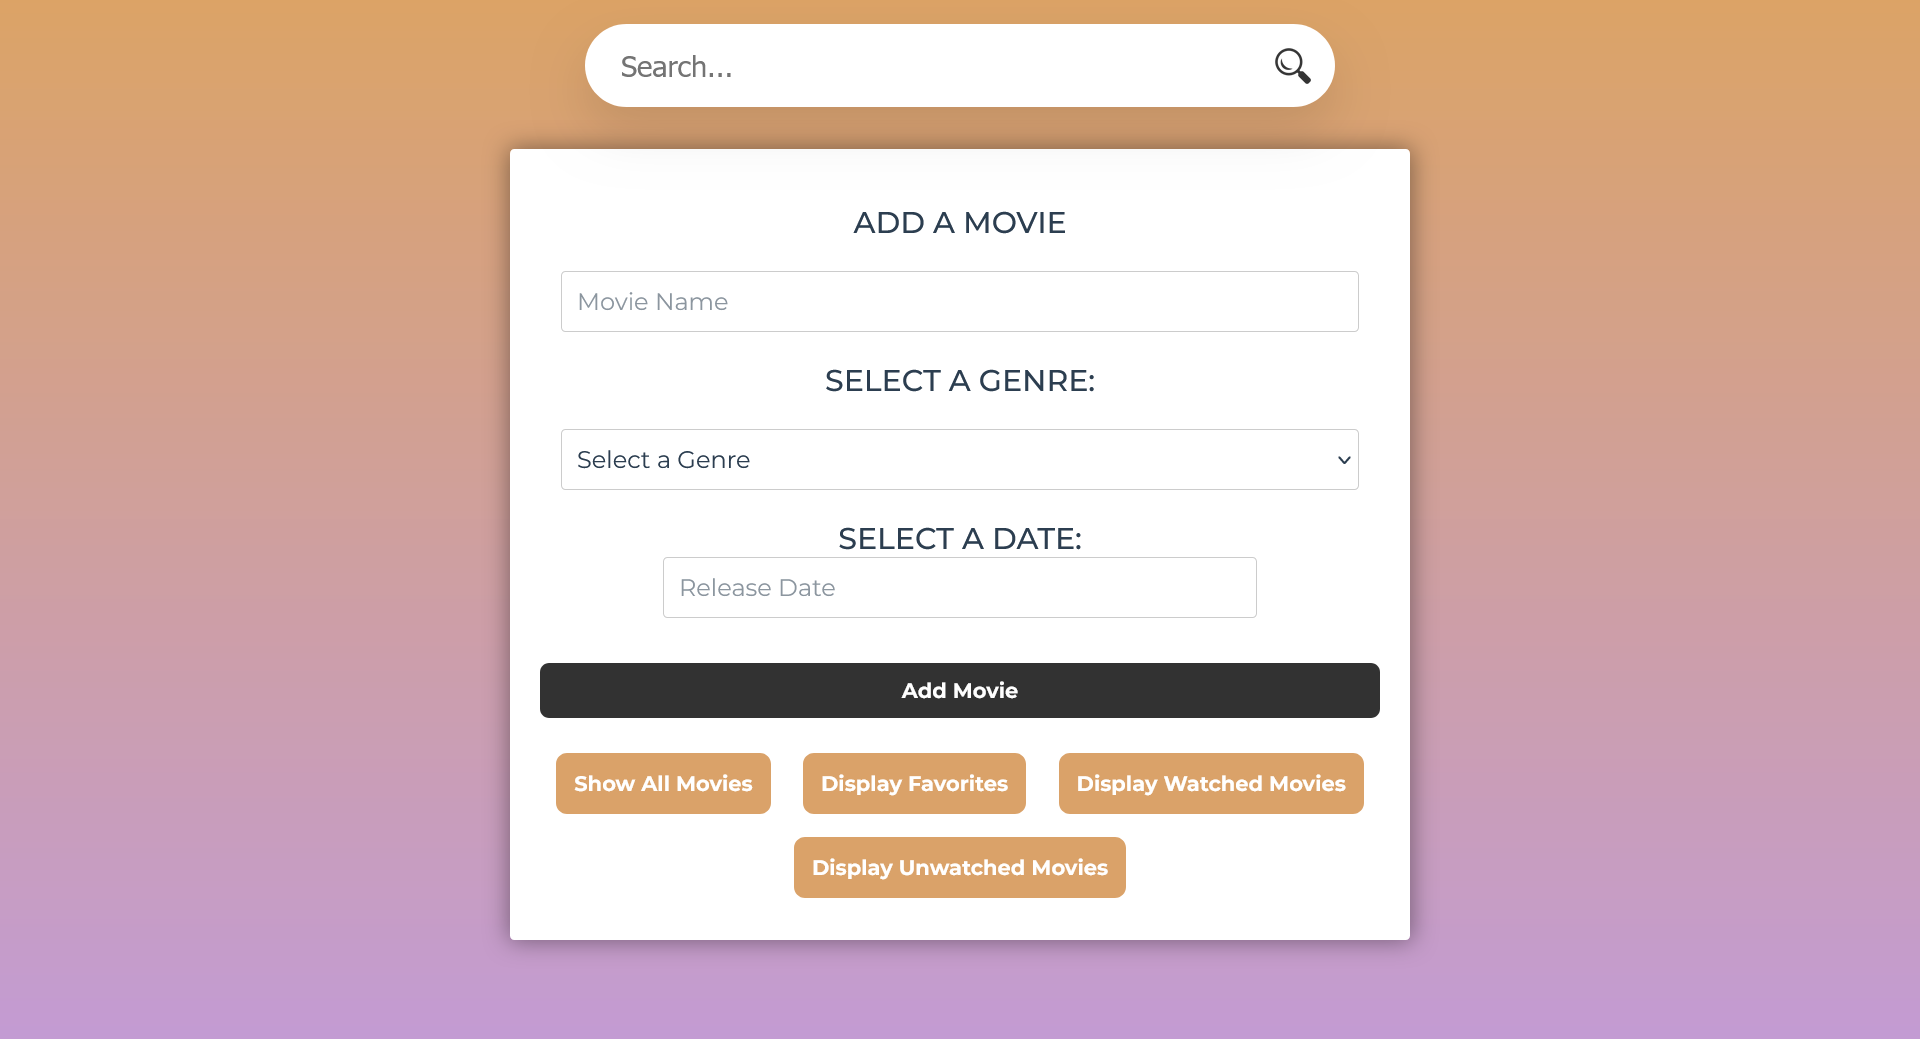 Search...
ADD A MOVIE
Movie Name
SELECT A GENRE:
Select a Genre
SELECT A DATE:
Release Date
Add Movie
Show All Movies Display Favorites Display Watched Movies
Display Unwatched Movies